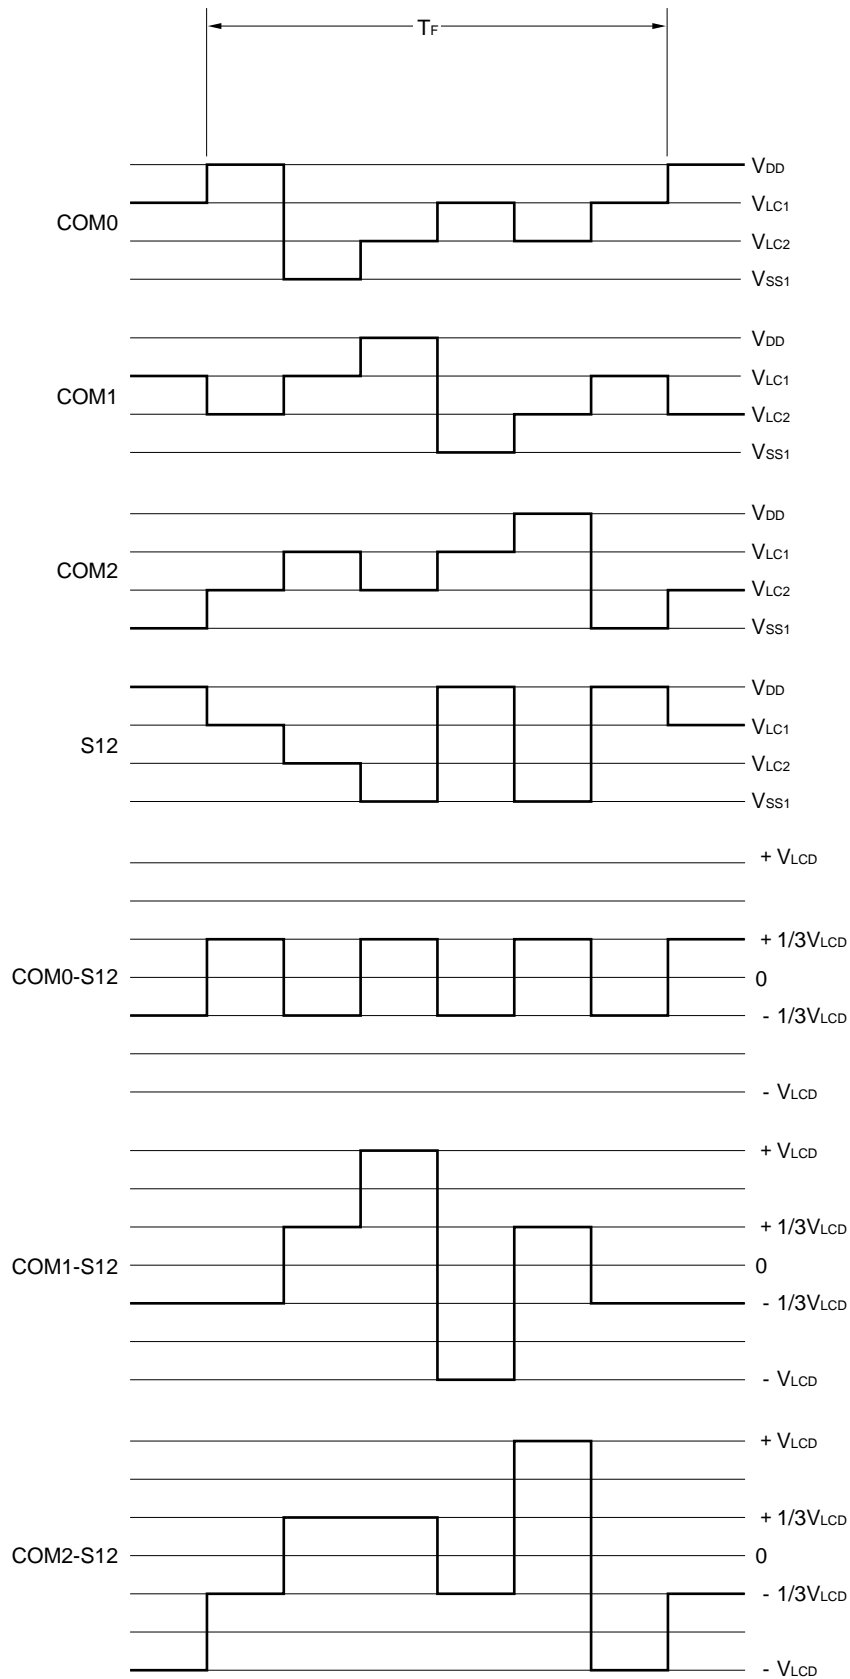 TF
VDD
VLC1
COM0
VLC2
VSS1
VDD
VLC1
COM1
VLC2
VSS1
VDD
VLC1
COM2
VLC2
VSS1
VDD
VLC1
S12
VLC2
VSS1
+ VLCD
+ 1/3VLCD
COM0-S12
0
- 1/3VLCD
- VLCD
+ VLCD
+ 1/3VLCD
COM1-S12
0
- 1/3VLCD
- VLCD
+ VLCD
+ 1/3VLCD
COM2-S12
0
- 1/3VLCD
- VLCD